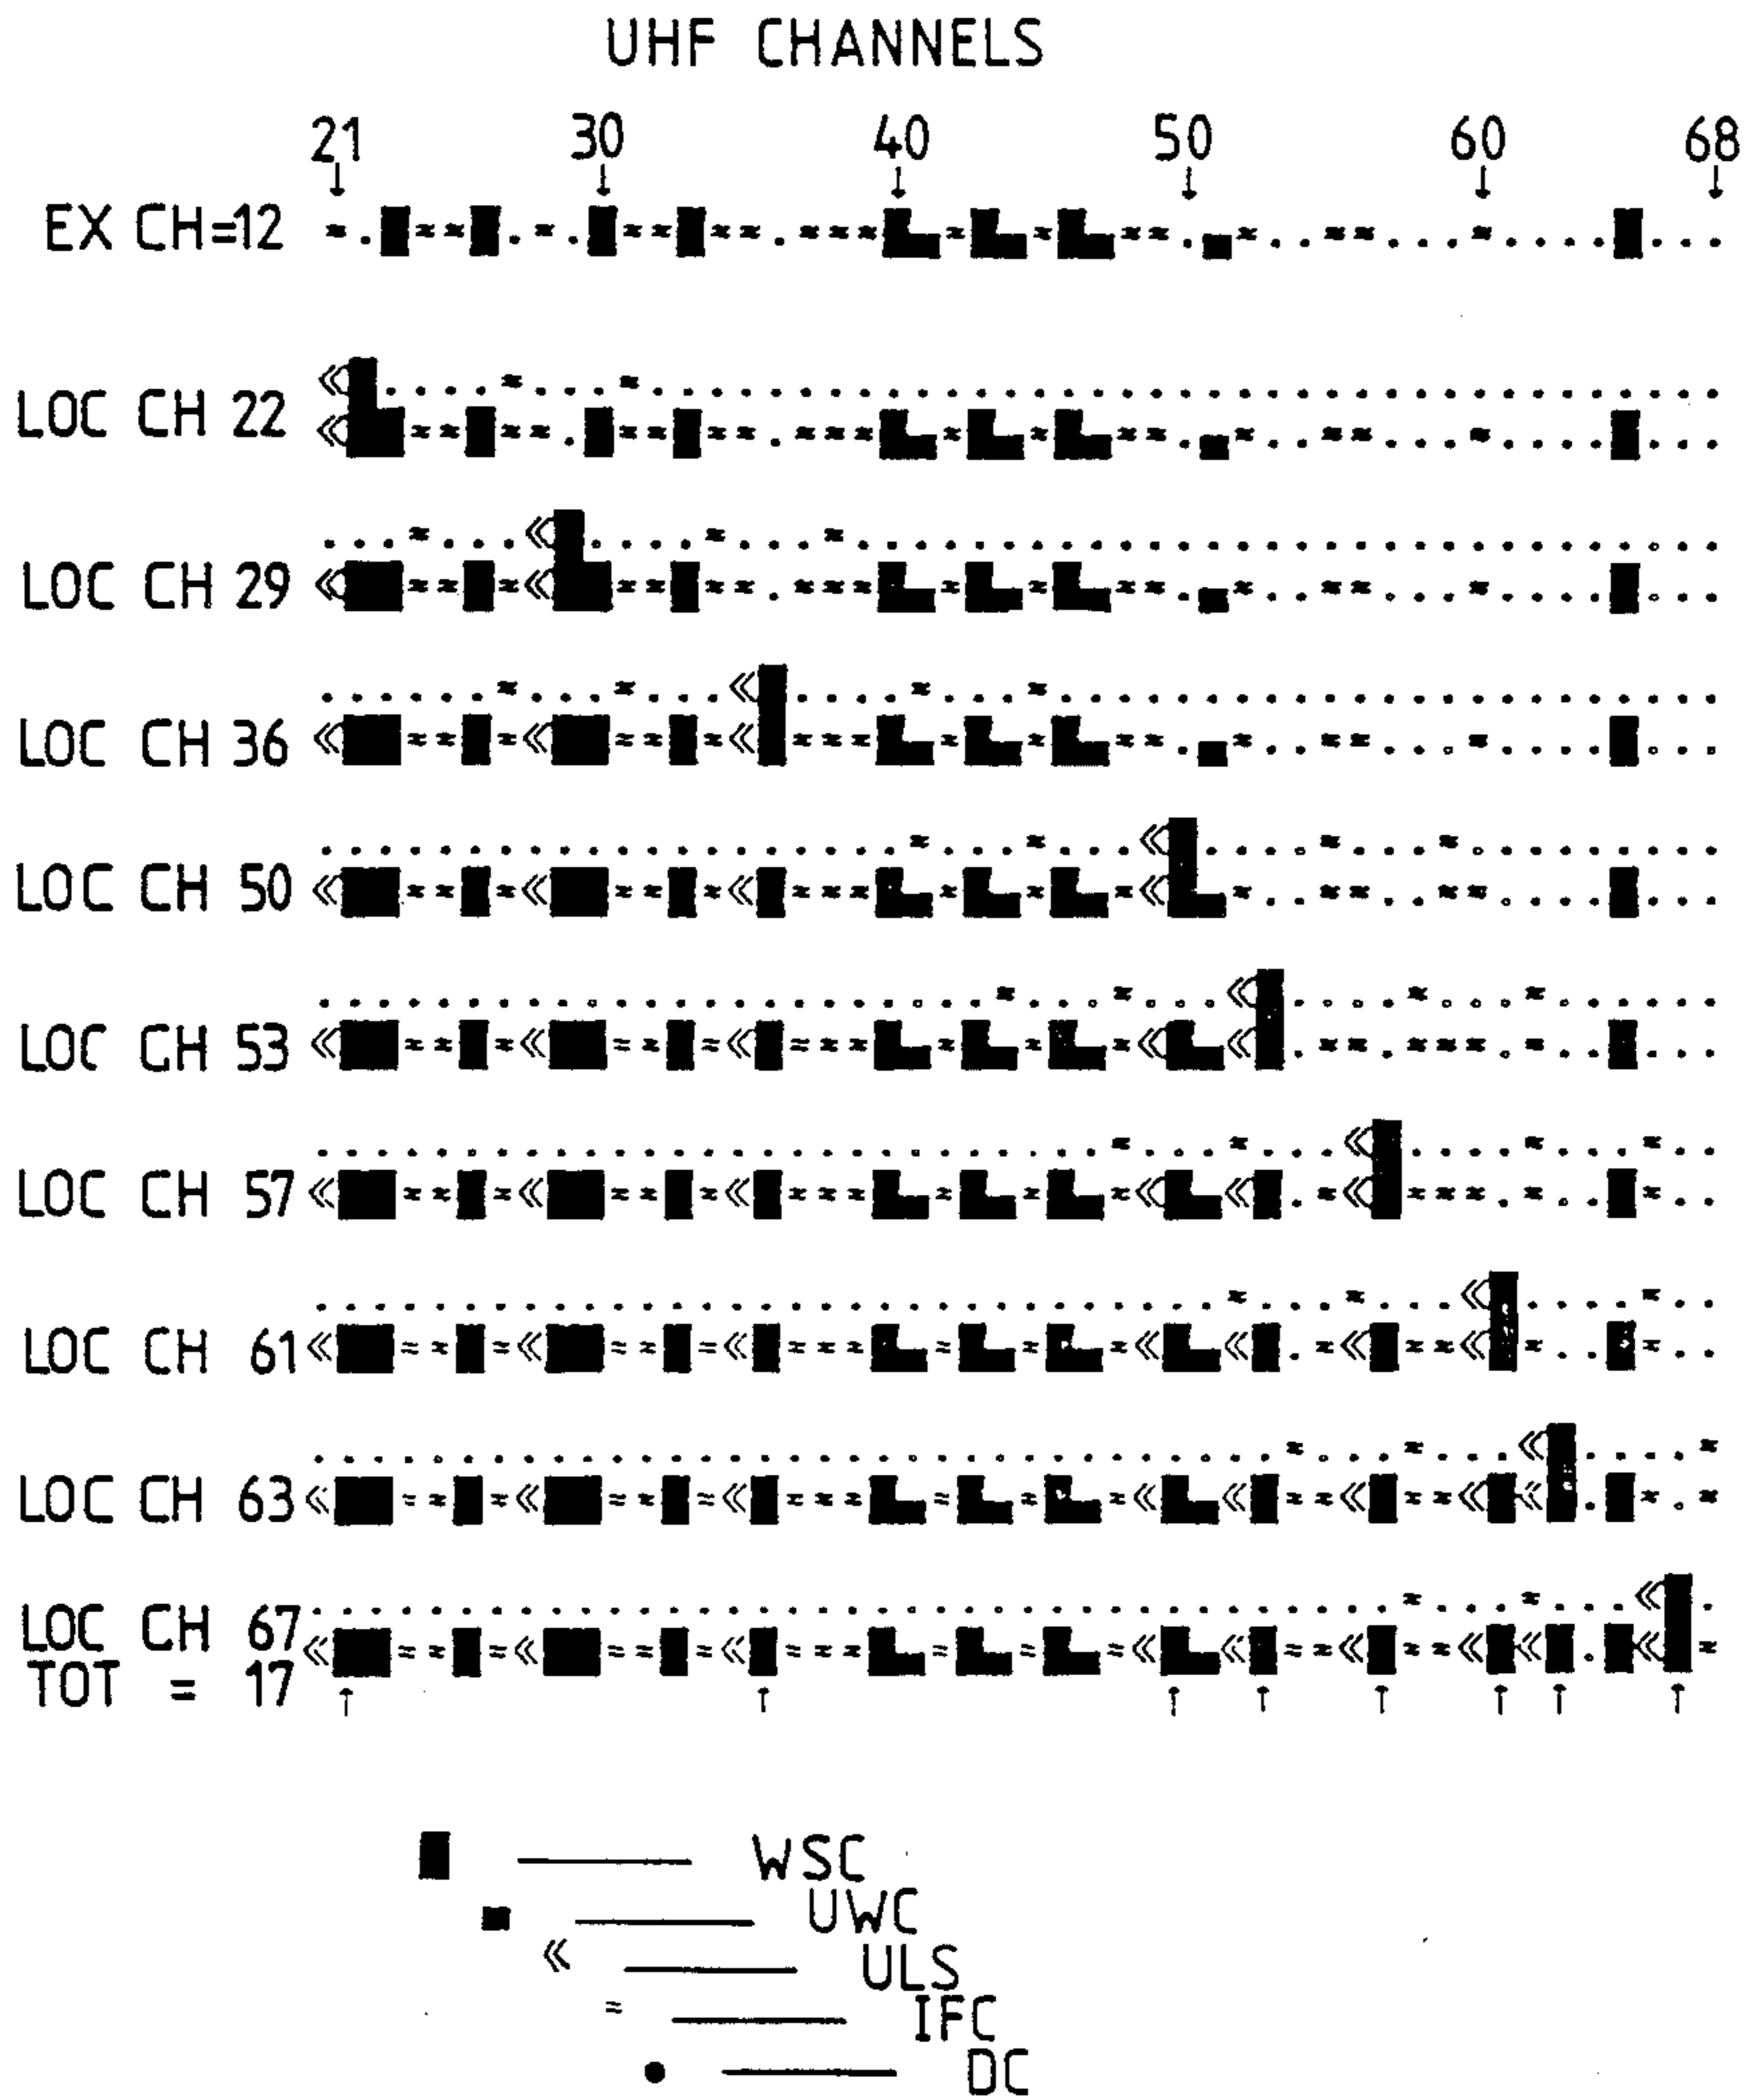 UHF CHANNELS
21 30 40 50 60 68
EX CH=12
LOC CH 22
LOC CH 29
LOC CH 36
LOC CH 50
LOC GH 53
LOC CH 57
LOC CH 61
LOC CH 63
LOC CH 67
TOT = 17
WSC
UWC
ULS
IFC
DC